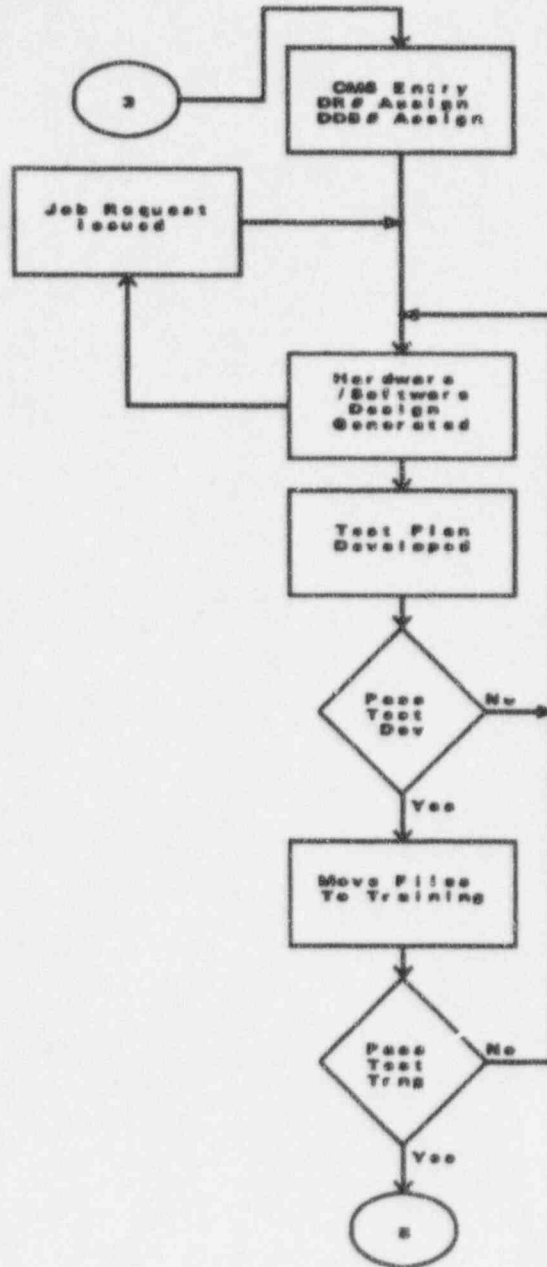 3
CMS Entry
DR# Assign
DDB# Assign
Job Request
Issued
Hardware
/Software
Design
Generated
Test Plan
Developed
Pass
Test
Dev
No
Yes
Move Files
To Training
Pass
Test
Trng
No
Yes